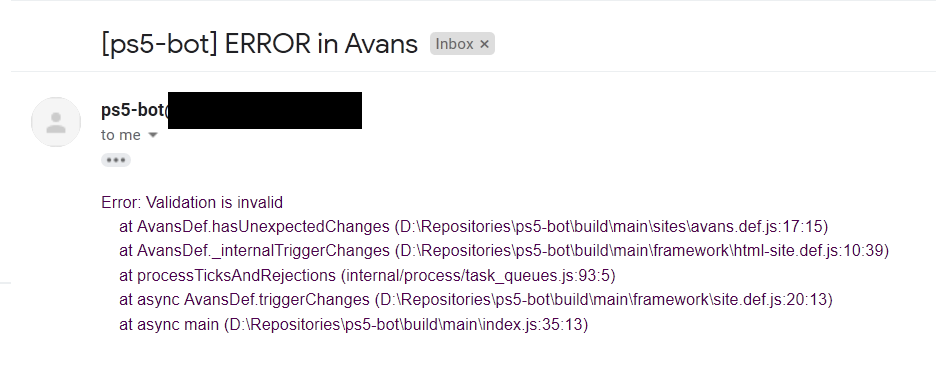 [ps5-bot] ERROR in Avans Inbox ×
ps5-bot
to me
Error: Validation is invalid
at AvansDef.hasUnexpectedChanges (D:\Repositories\ps5-bot\build\main\sites\avans.def.js:17:15)
at AvansDef._internalTriggerChanges (D:\Repositories\ps5-bot\build\main\framework\html-site.def.js:10:39)
at processTicksAndRejections (internal/process/task_queues.js:93:5)
at async AvansDef.triggerChanges (D:\Repositories\ps5-bot\build\main\framework\site.def.js:20:13)
at async main (D:\Repositories\ps5-bot\build\main\index.js:35:13)